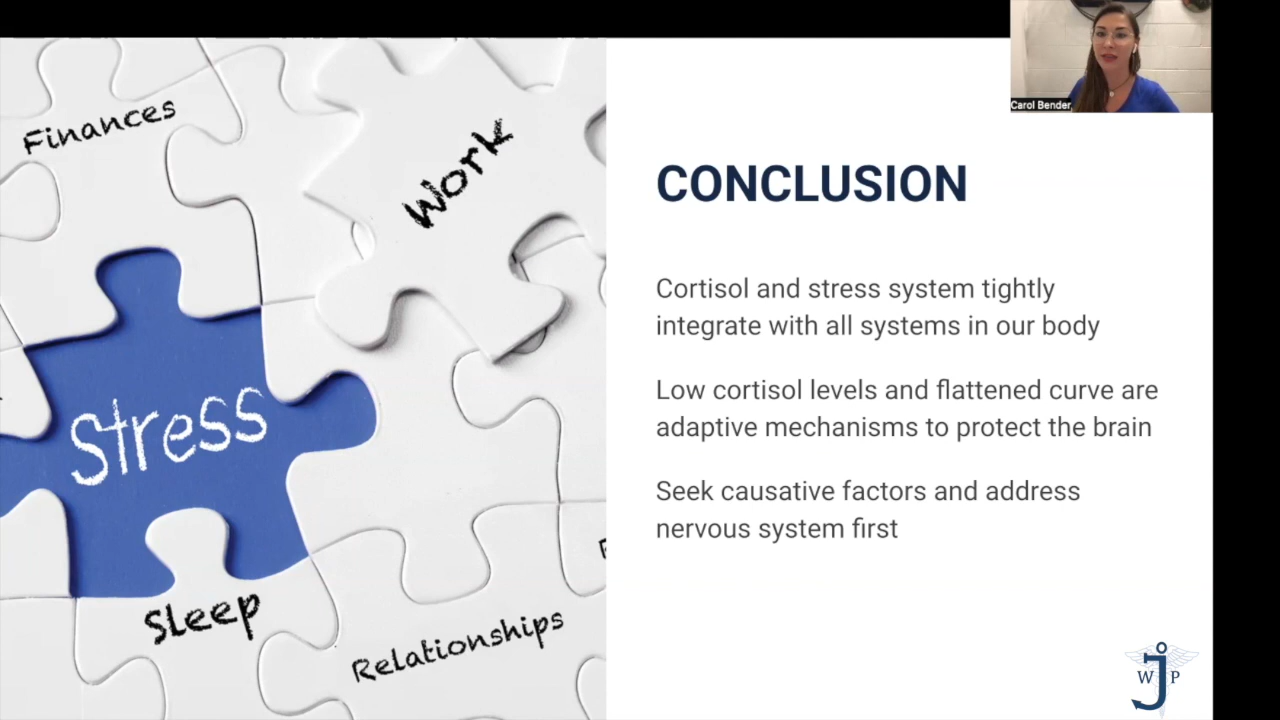 Carol Bender,
Finances
Work
Stress
Sleep
Relationships
CONCLUSION
Cortisol and stress system tightly
integrate with all systems in our body
Low cortisol levels and flattened curve are
adaptive mechanisms to protect the brain
Seek causative factors and address
nervous system first
W J P